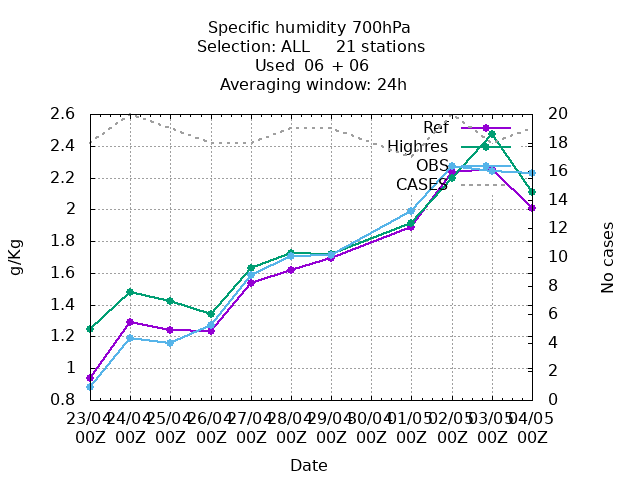 Specific humidity 700hPa
Selection: ALL 21 stations
Used 06 + 06
Averaging window: 24h
2.6
2.4
2.2
2
1.8
1.6
1.4
1.2
1
0.8
g/Kg
Ref
Highres
OBS
CASES
20
18
16
14
12
10
8
6
4
2
0
No cases
23/04 24/04 25/04 26/04 27/04 28/04 29/04 30/04 01/05 02/05 03/05 04/05
00Z 00Z 00Z 00Z 00Z 00Z 00Z 00Z 00Z 00Z 00Z 00Z
Date